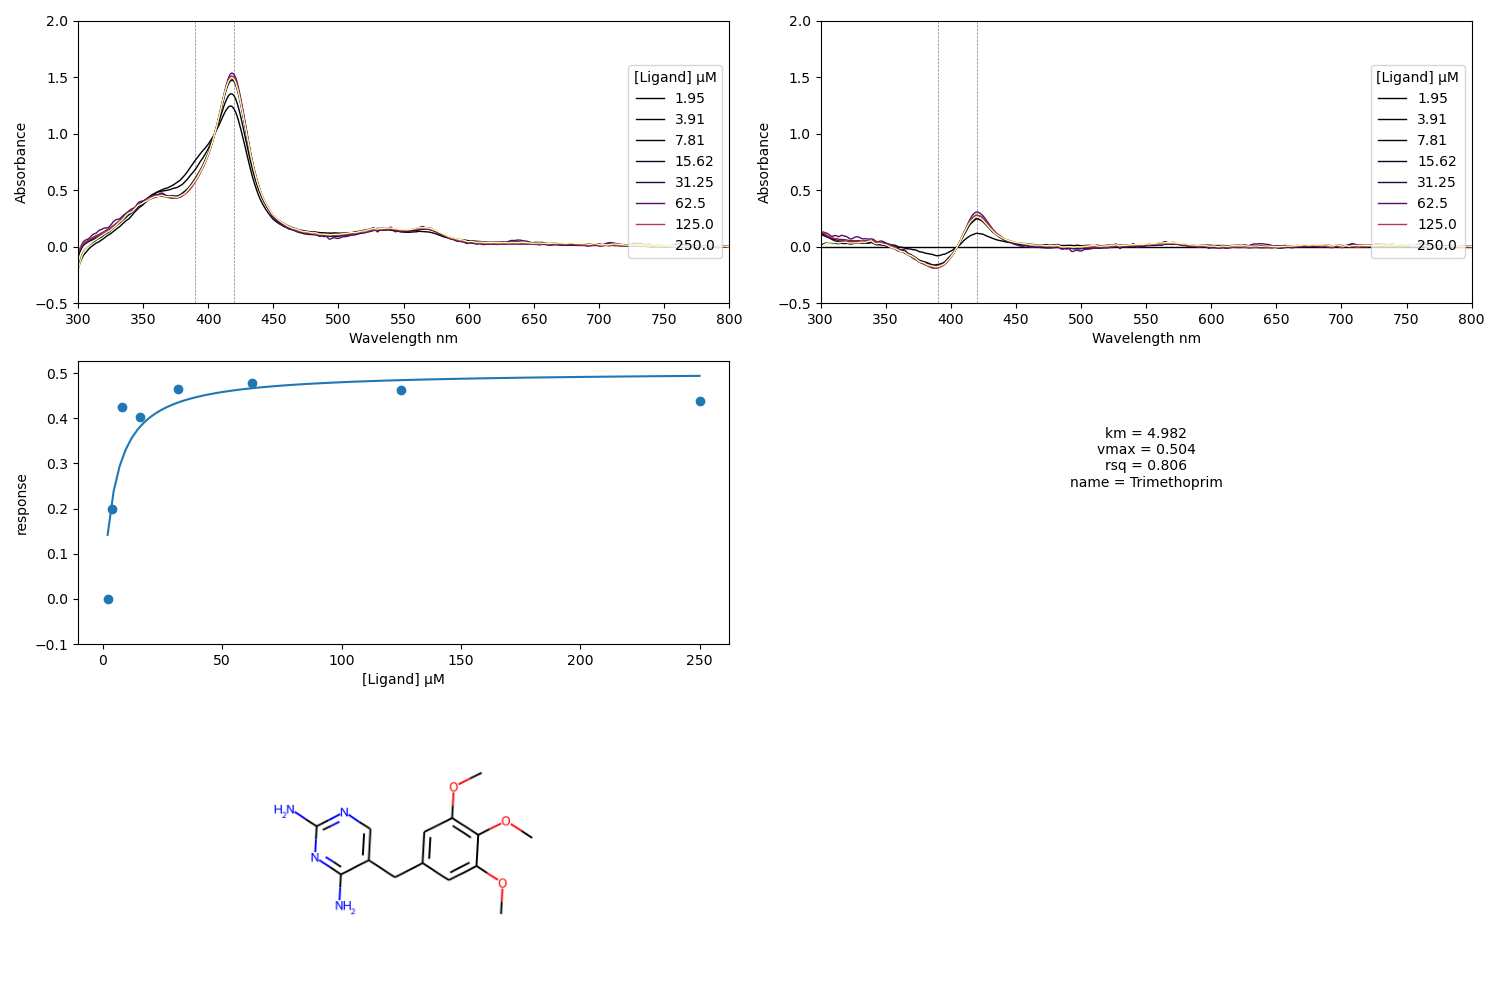 2.0
1.5
1.0
0.5
0.0
−0.5
Absorbance
300 350 400 450 500 550 600 650 700 750 800
Wavelength nm
[Ligand] µM
1.95
3.91
7.81
15.62
31.25
62.5
125.0
250.0
2.0
1.5
1.0
0.5
0.0
−0.5
Absorbance
300 350 400 450 500 550 600 650 700 750 800
Wavelength nm
[Ligand] µM
1.95
3.91
7.81
15.62
31.25
62.5
125.0
250.0
0.5
0.4
0.3
0.2
0.1
0.0
−0.1
response
0 50 100 150 200 250
[Ligand] µM
km = 4.982
vmax = 0.504
rsq = 0.806
name = Trimethoprim
O
H2N
N
O
N
O
NH2